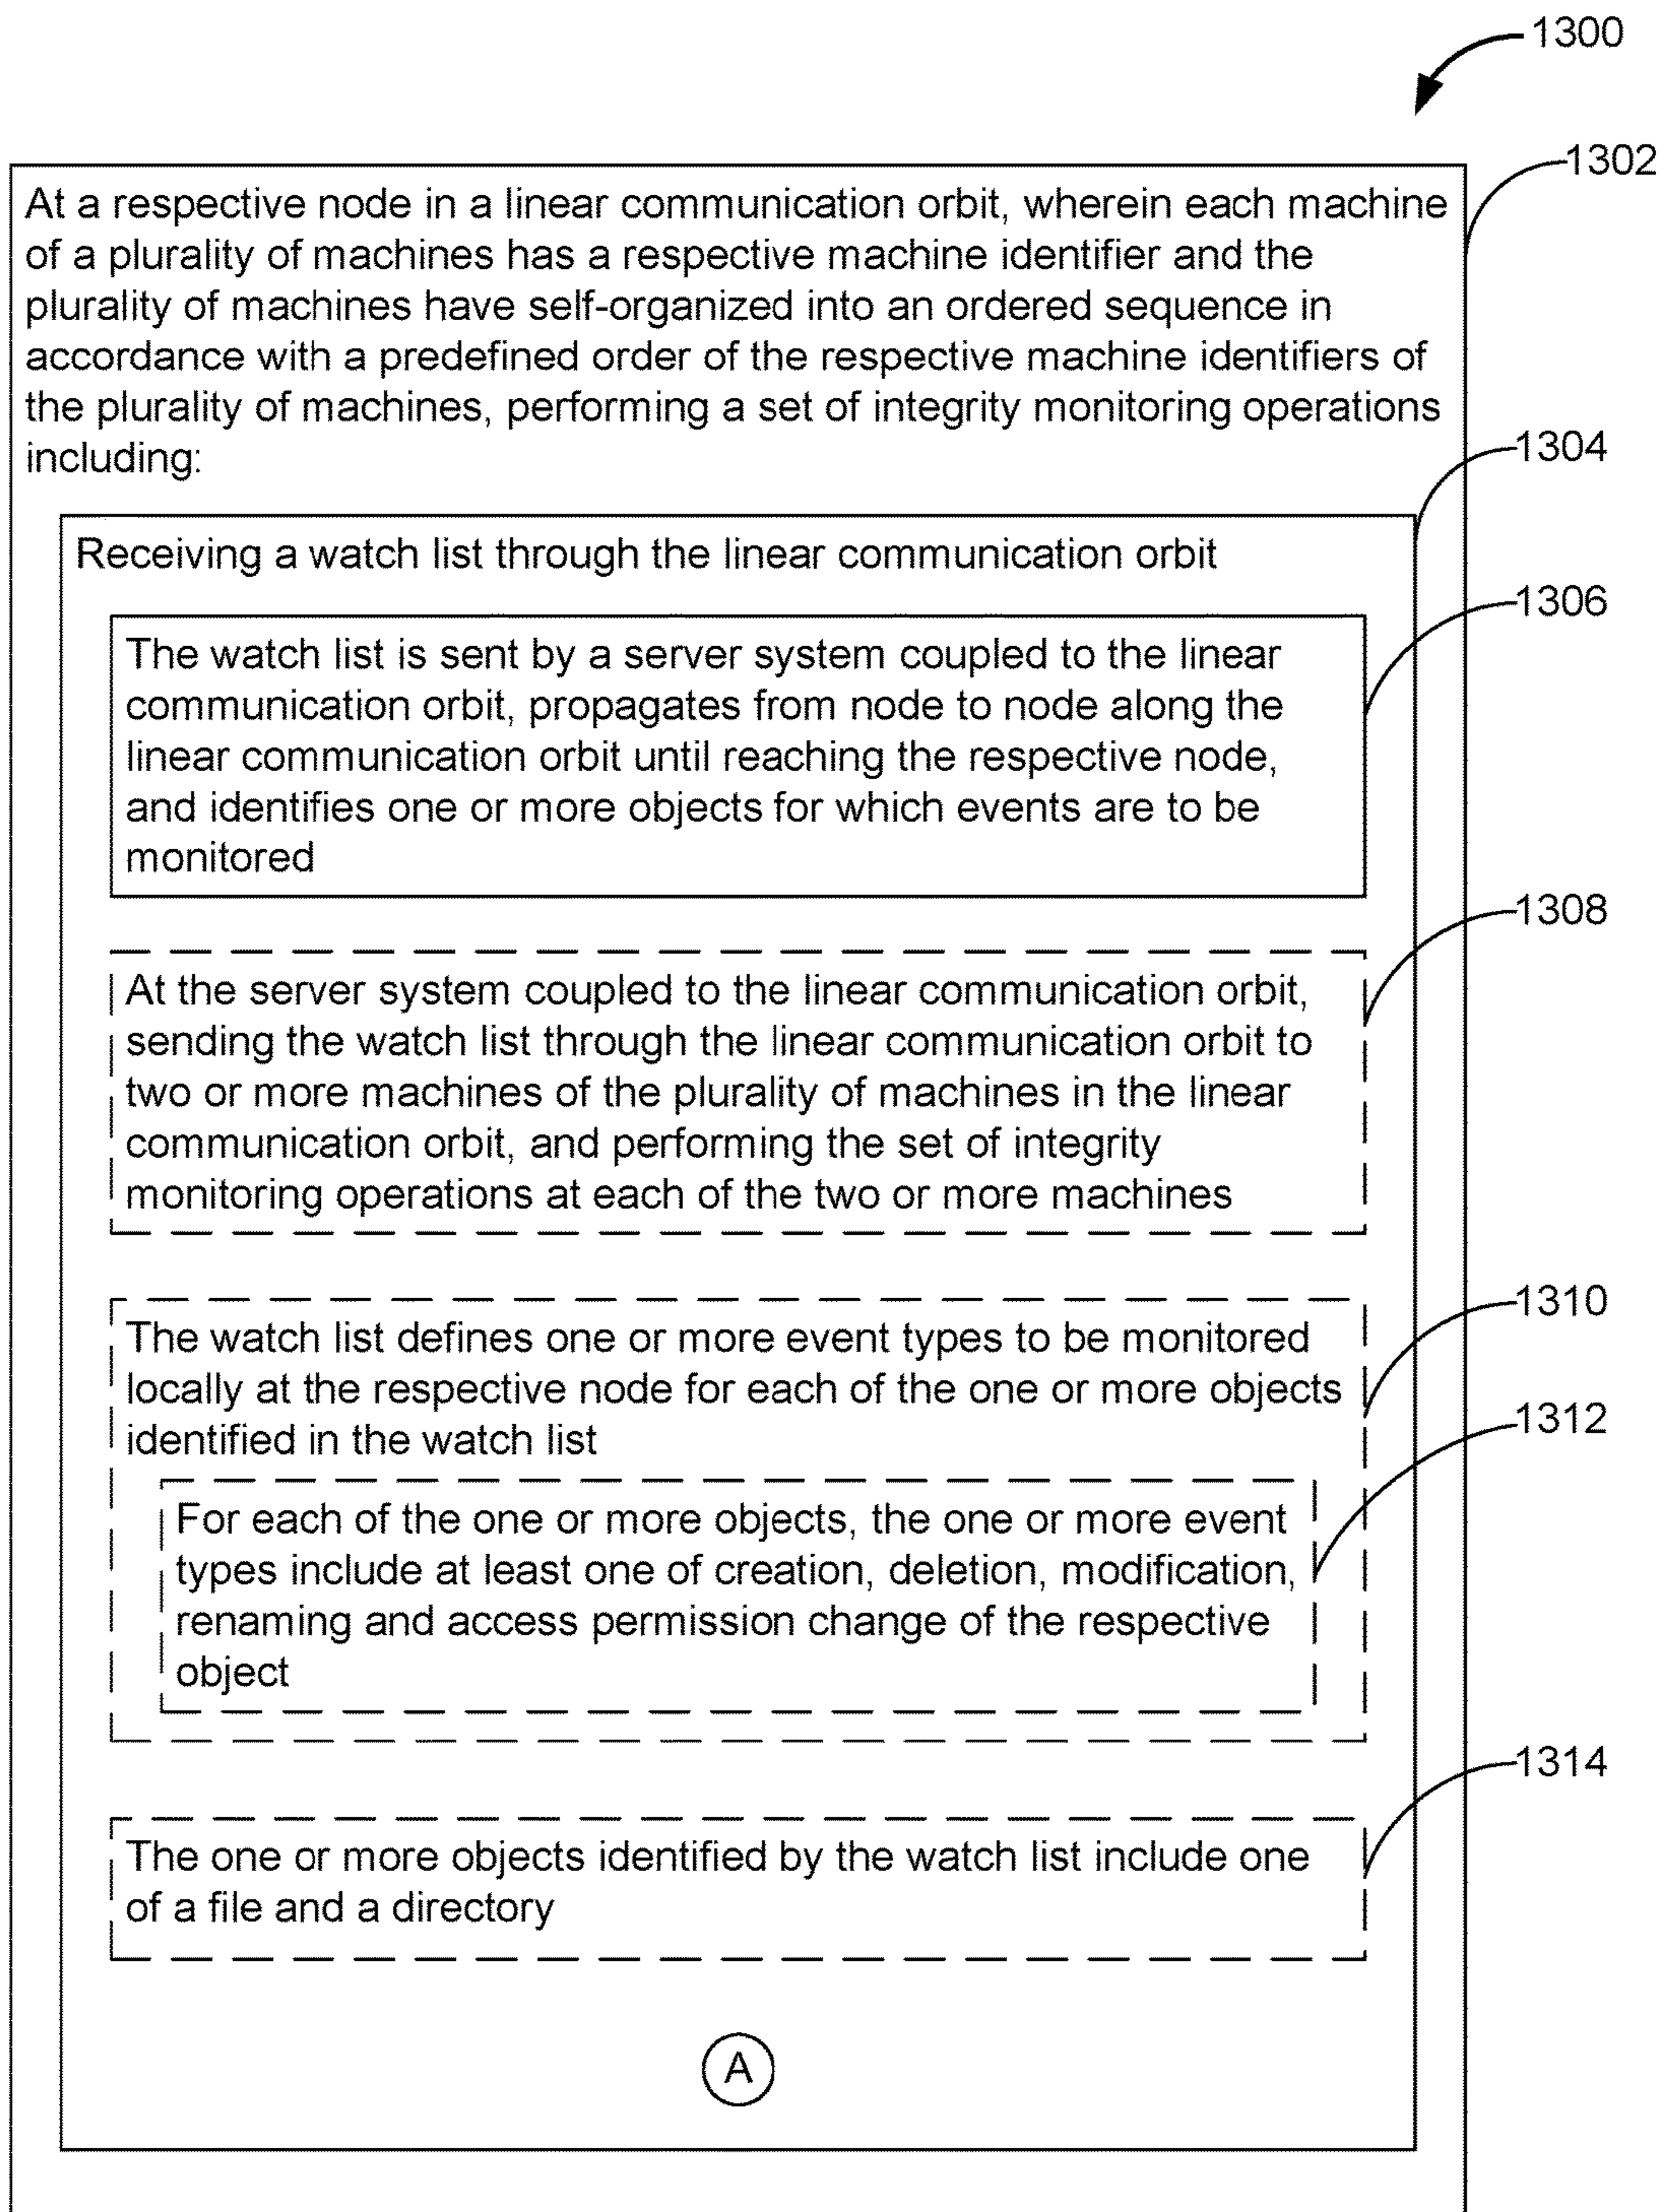 1300
1302
At a respective node in a linear communication orbit, wherein each machine
of a plurality of machines has a respective machine identifier and the
plurality of machines have self-organized into an ordered sequence in
accordance with a predefined order of the respective machine identifiers of
the plurality of machines, performing a set of integrity monitoring operations
including:
1304
Receiving a watch list through the linear communication orbit
1306
The watch list is sent by a server system coupled to the linear
communication orbit, propagates from node to node along the
linear communication orbit until reaching the respective node,
and identifies one or more objects for which events are to be
monitored
1308
At the server system coupled to the linear communication orbit,
sending the watch list through the linear communication orbit to
two or more machines of the plurality of machines in the linear
communication orbit, and performing the set of integrity
monitoring operations at each of the two or more machines
1310
The watch list defines one or more event types to be monitored
locally at the respective node for each of the one or more objects
identified in the watch list
1312
For each of the one or more objects, the one or more event
types include at least one of creation, deletion, modification,
renaming and access permission change of the respective
object
1314
The one or more objects identified by the watch list include one
of a file and a directory
A